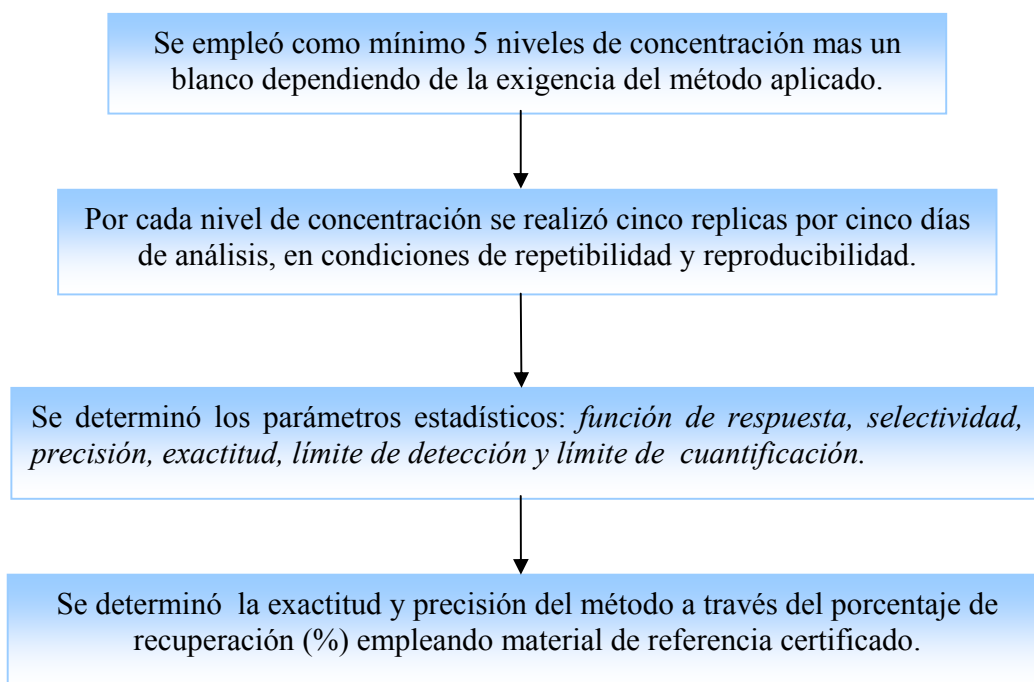 Se empleó como mínimo 5 niveles de concentración mas un
blanco dependiendo de la exigencia del método aplicado.
Por cada nivel de concentración se realizó cinco replicas por cinco días
de análisis, en condiciones de repetibilidad y reproducibilidad.
Se determinó los parámetros estadísticos: función de respuesta, selectividad,
precisión, exactitud, límite de detección y límite de cuantificación.
Se determinó la exactitud y precisión del método a través del porcentaje de
recuperación (%) empleando material de referencia certificado.